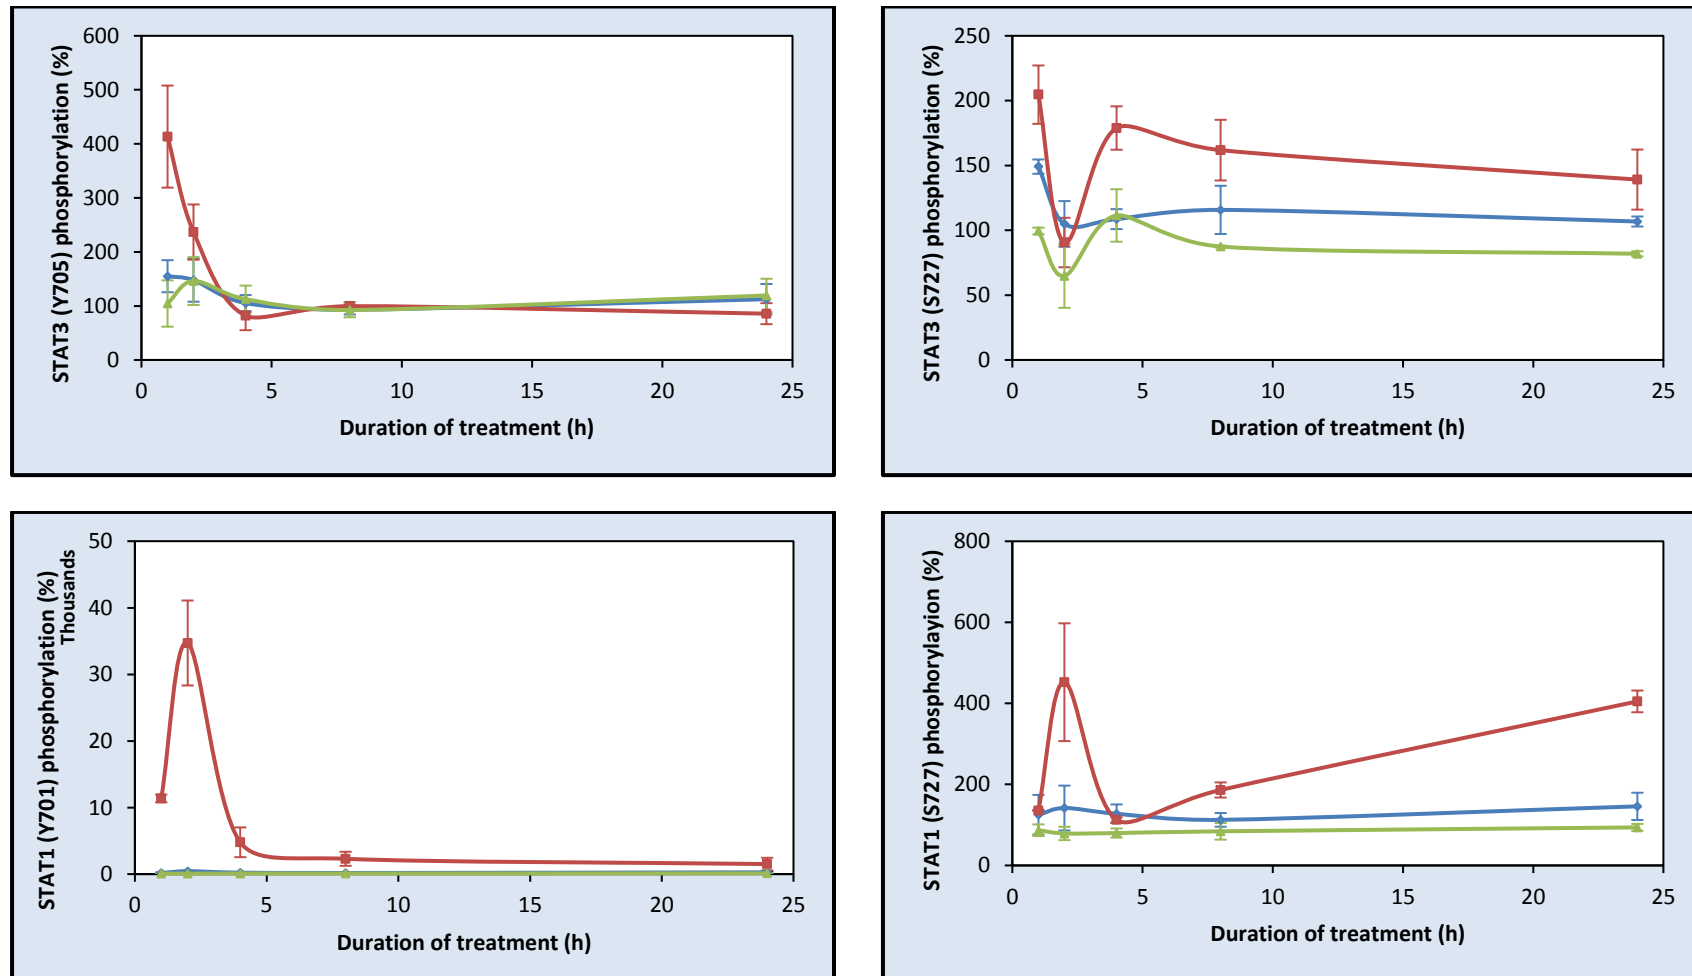 STAT3 (Y705) phosphorylation (%)
600
500
400
300
200
100
0
0 5 10 15 20 25
Duration of treatment (h)
STAT3 (S727) phosphorylation (%)
250
200
150
100
50
0
0 5 10 15 20 25
Duration of treatment (h)
STAT1 (Y701) phosphorylation (%)
Thousands
50
40
30
20
10
0
0 5 10 15 20 25
Duration of treatment (h)
STAT1 (S727) phosphorylayion (%)
800
600
400
200
0
0 5 10 15 20 25
Duration of treatment (h)